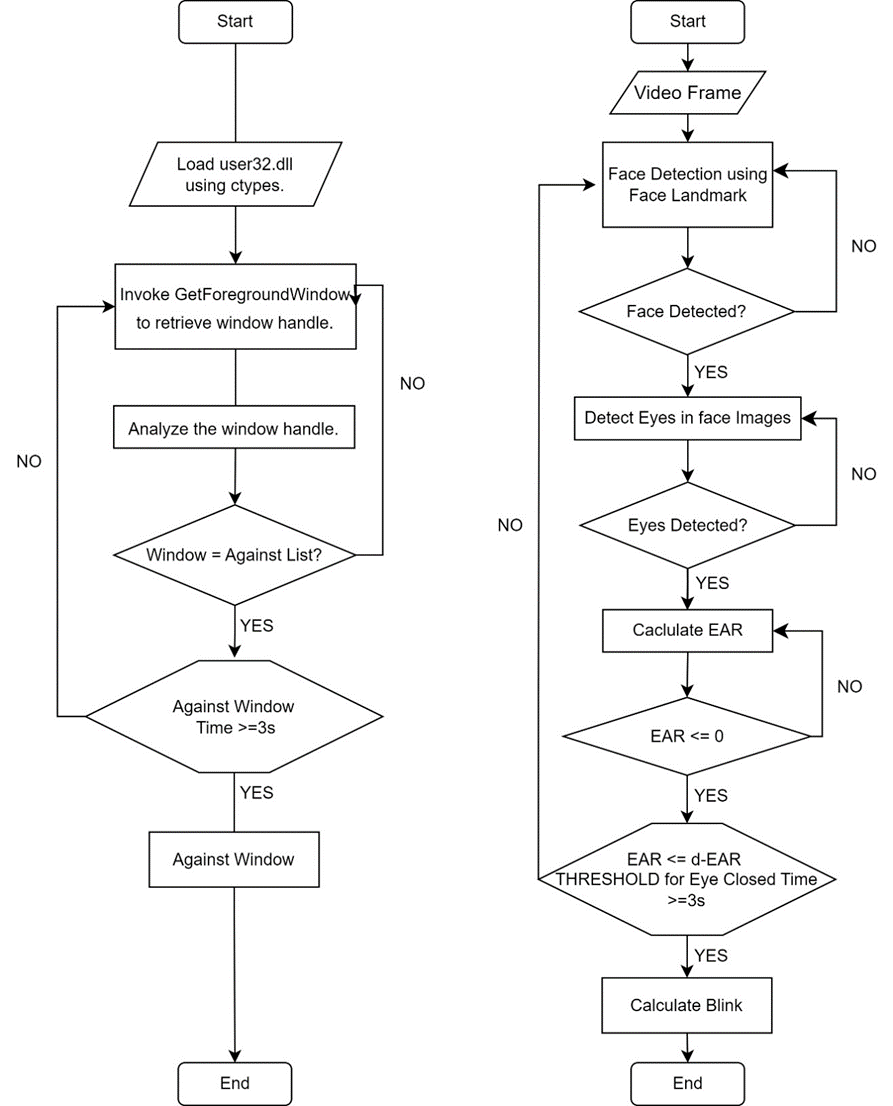 Start
Load user32.dll
using ctypes.
Invoke GetForegroundWindow
to retrieve window handle.
NO
Analyze the window handle.
NO
Window = Against List?
YES
Against Window
Time >=3s
YES
Against Window
End
Start
Video Frame
Face Detection using
Face Landmark
NO
Face Detected?
YES
Detect Eyes in face Images
NO
Eyes Detected?
NO
YES
Caclulate EAR
NO
EAR <= 0
YES
EAR <= d-EAR
THRESHOLD for Eye Closed Time
>=3s
YES
Calculate Blink
End